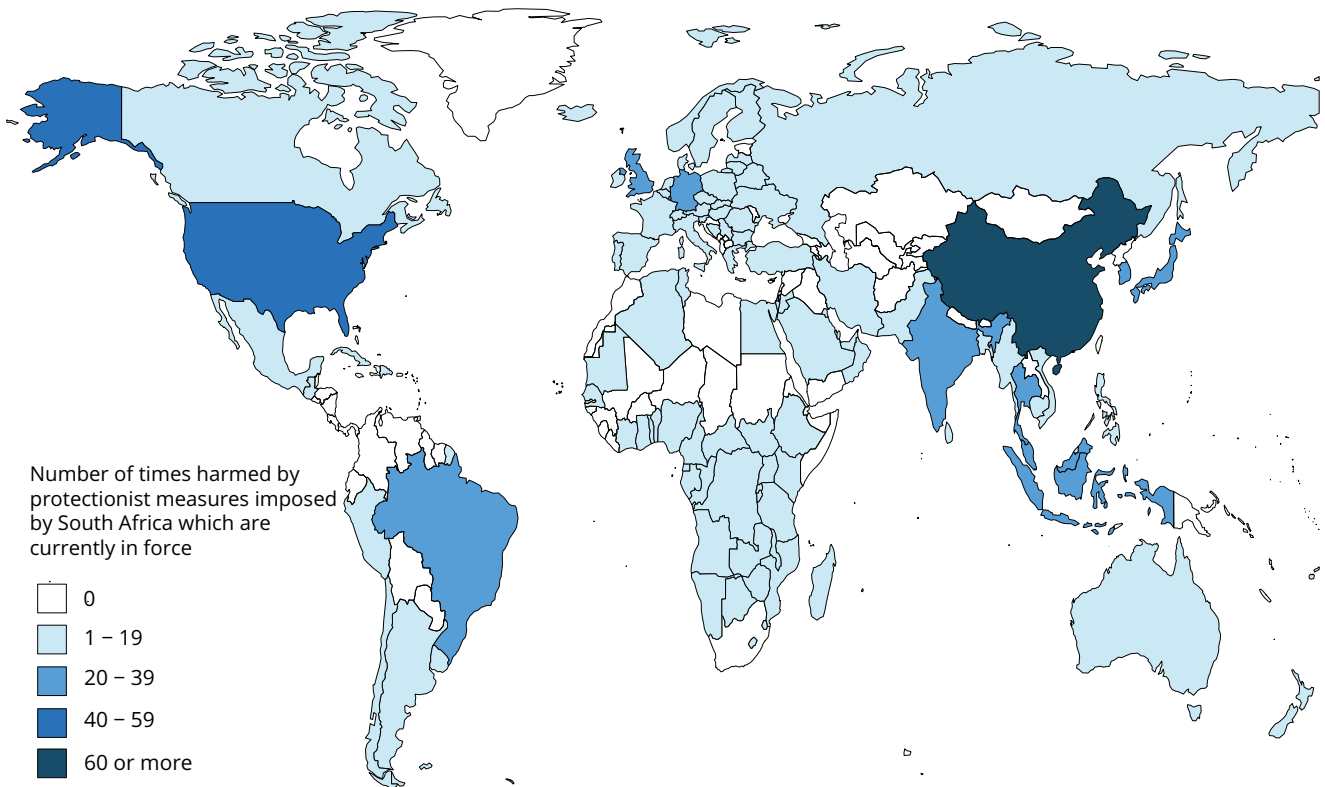 Number of times harmed by
protectionist measures imposed
by South Africa which are
currently in force
0
1 – 19
20 – 39
40 – 59
60 or more